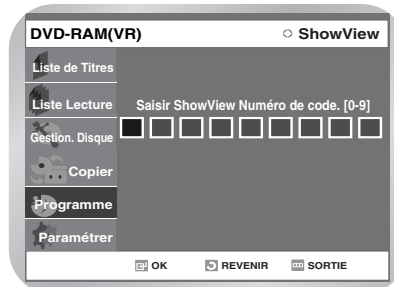 DVD-RAM(VR) ShowView
Liste de Titres
Liste Lecture
Saisir ShowView Numéro de code. [0-9]
Gestion. Disque
Copier
Programme
Paramétrer
OK REVENIR SORTIE